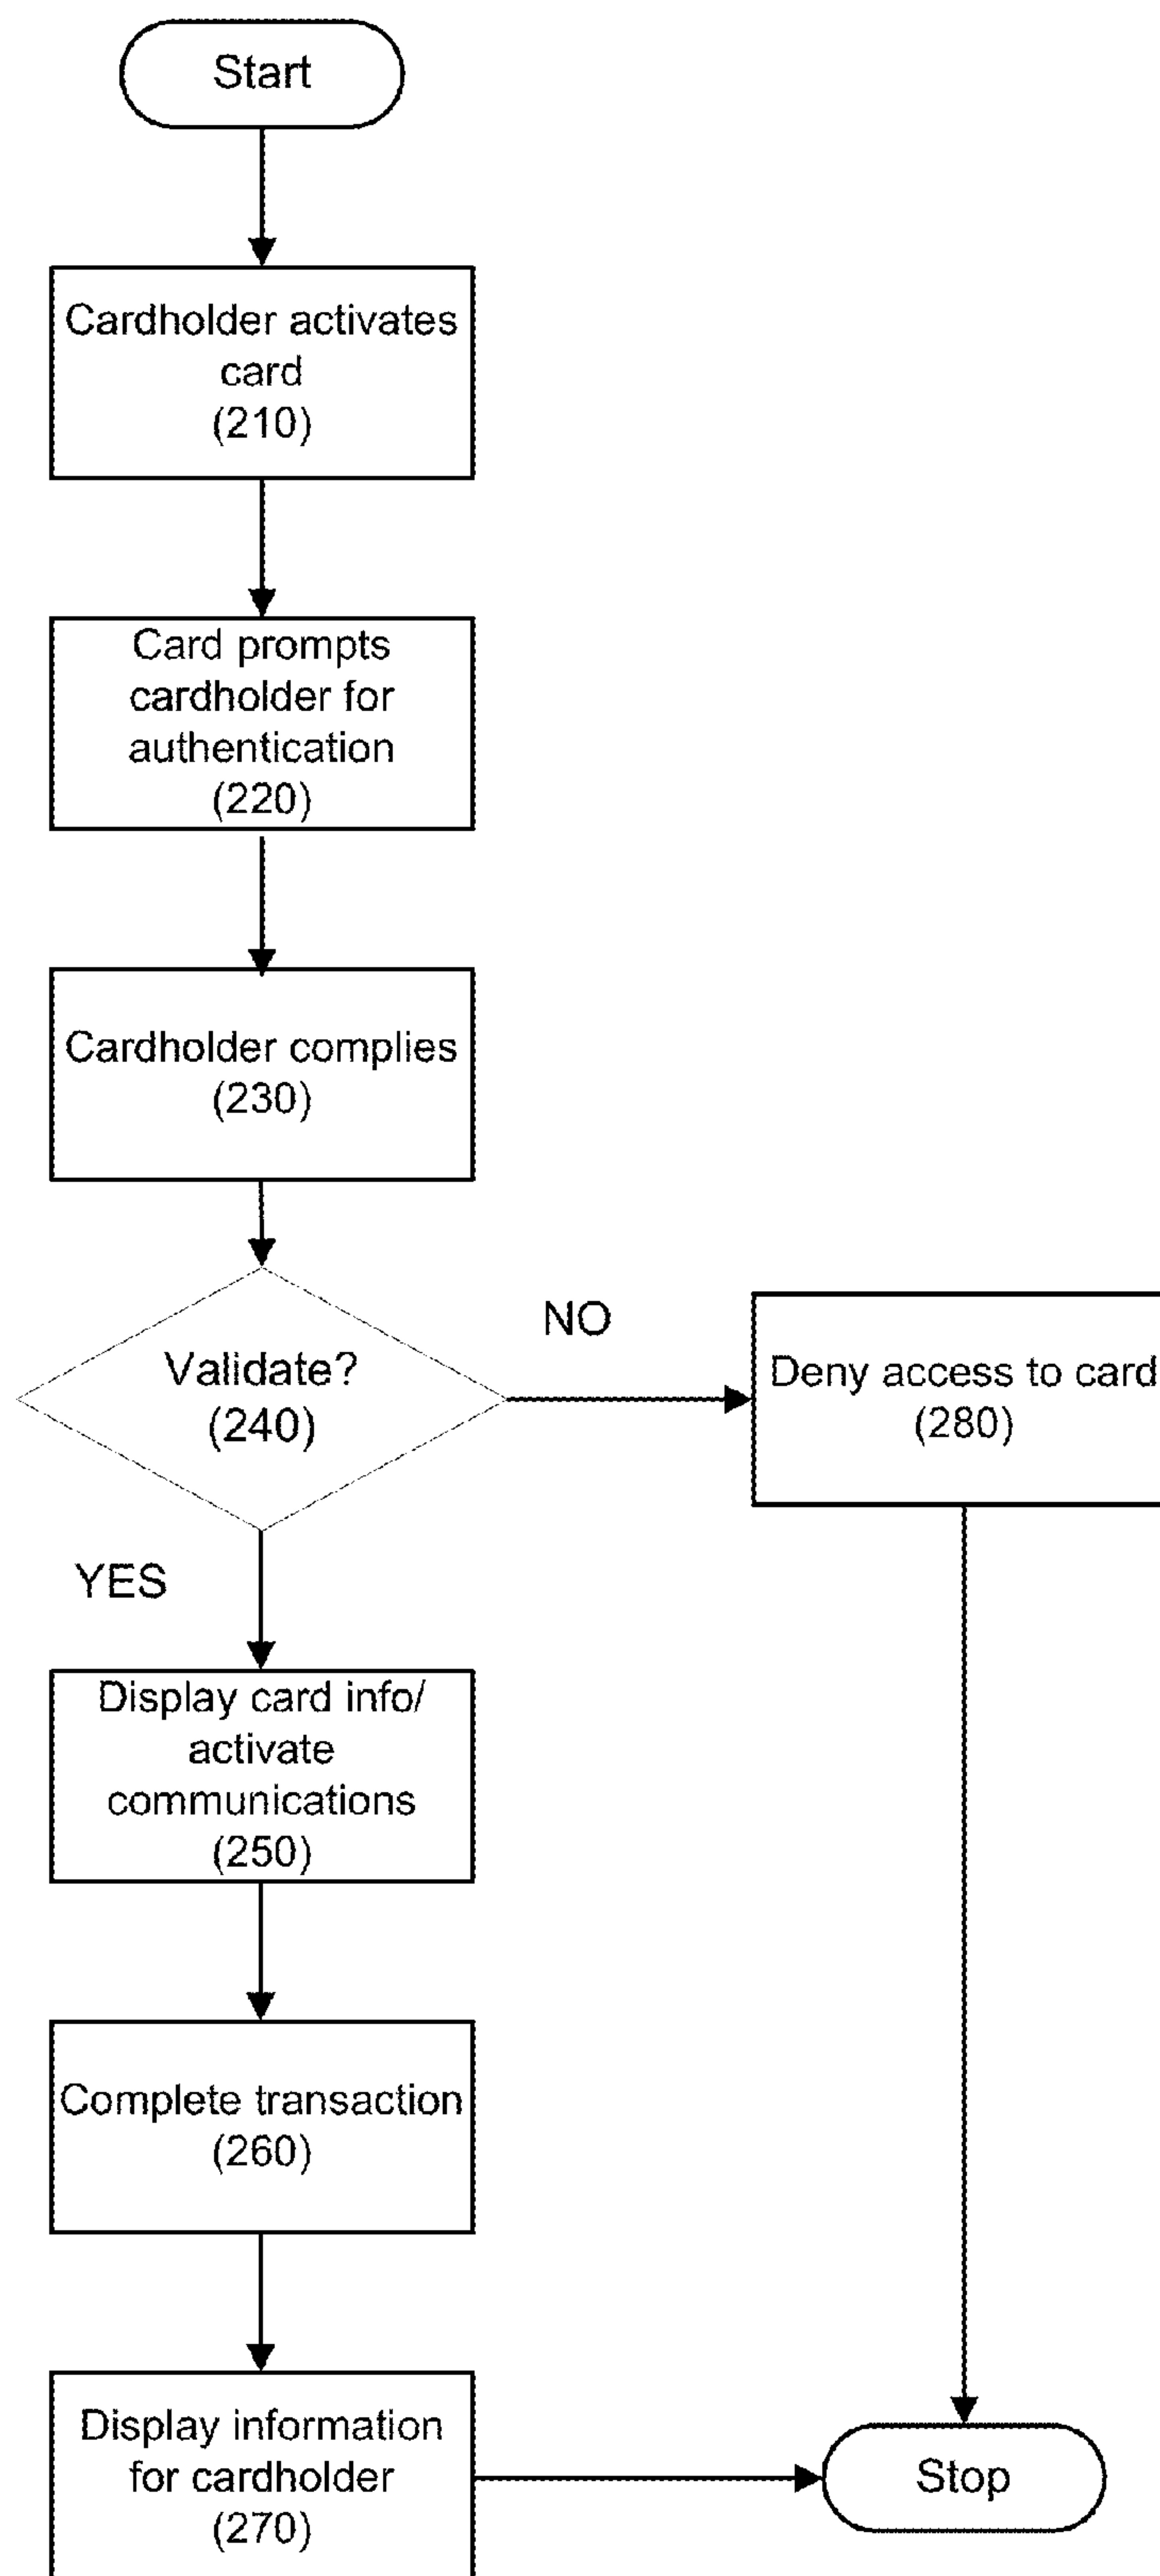 Start
Cardholder activates
card
(210)
Card prompts
cardholder for
authentication
(220)
Cardholder complies
(230)
Validate?
(240)
NO
Deny access to card
(280)
YES
Display card info/
activate
communications
(250)
Complete transaction
(260)
Display information
for cardholder
(270)
Stop